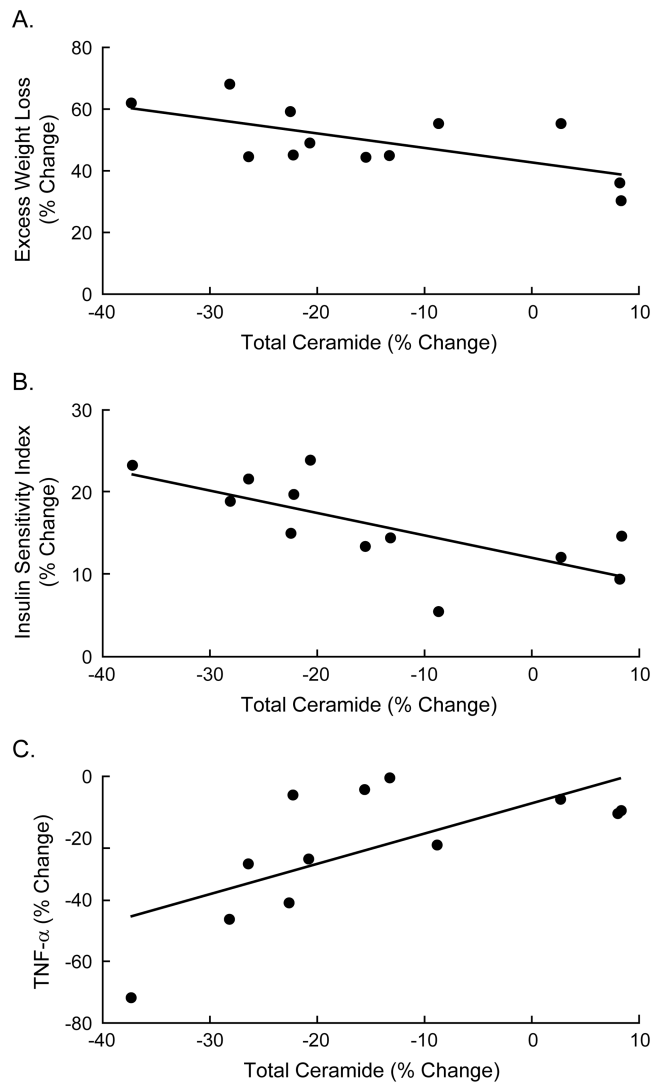 A.
80
60
40
20
0
Excess Weight Loss
(% Change)
-40 -30 -20 -10 0 10
Total Ceramide (% Change)
B.
30
20
10
0
Insulin Sensitivity Index
(% Change)
-40 -30 -20 -10 0 10
Total Ceramide (% Change)
C.
0
-20
-40
-60
-80
TNF-α (% Change)
-40 -30 -20 -10 0 10
Total Ceramide (% Change)